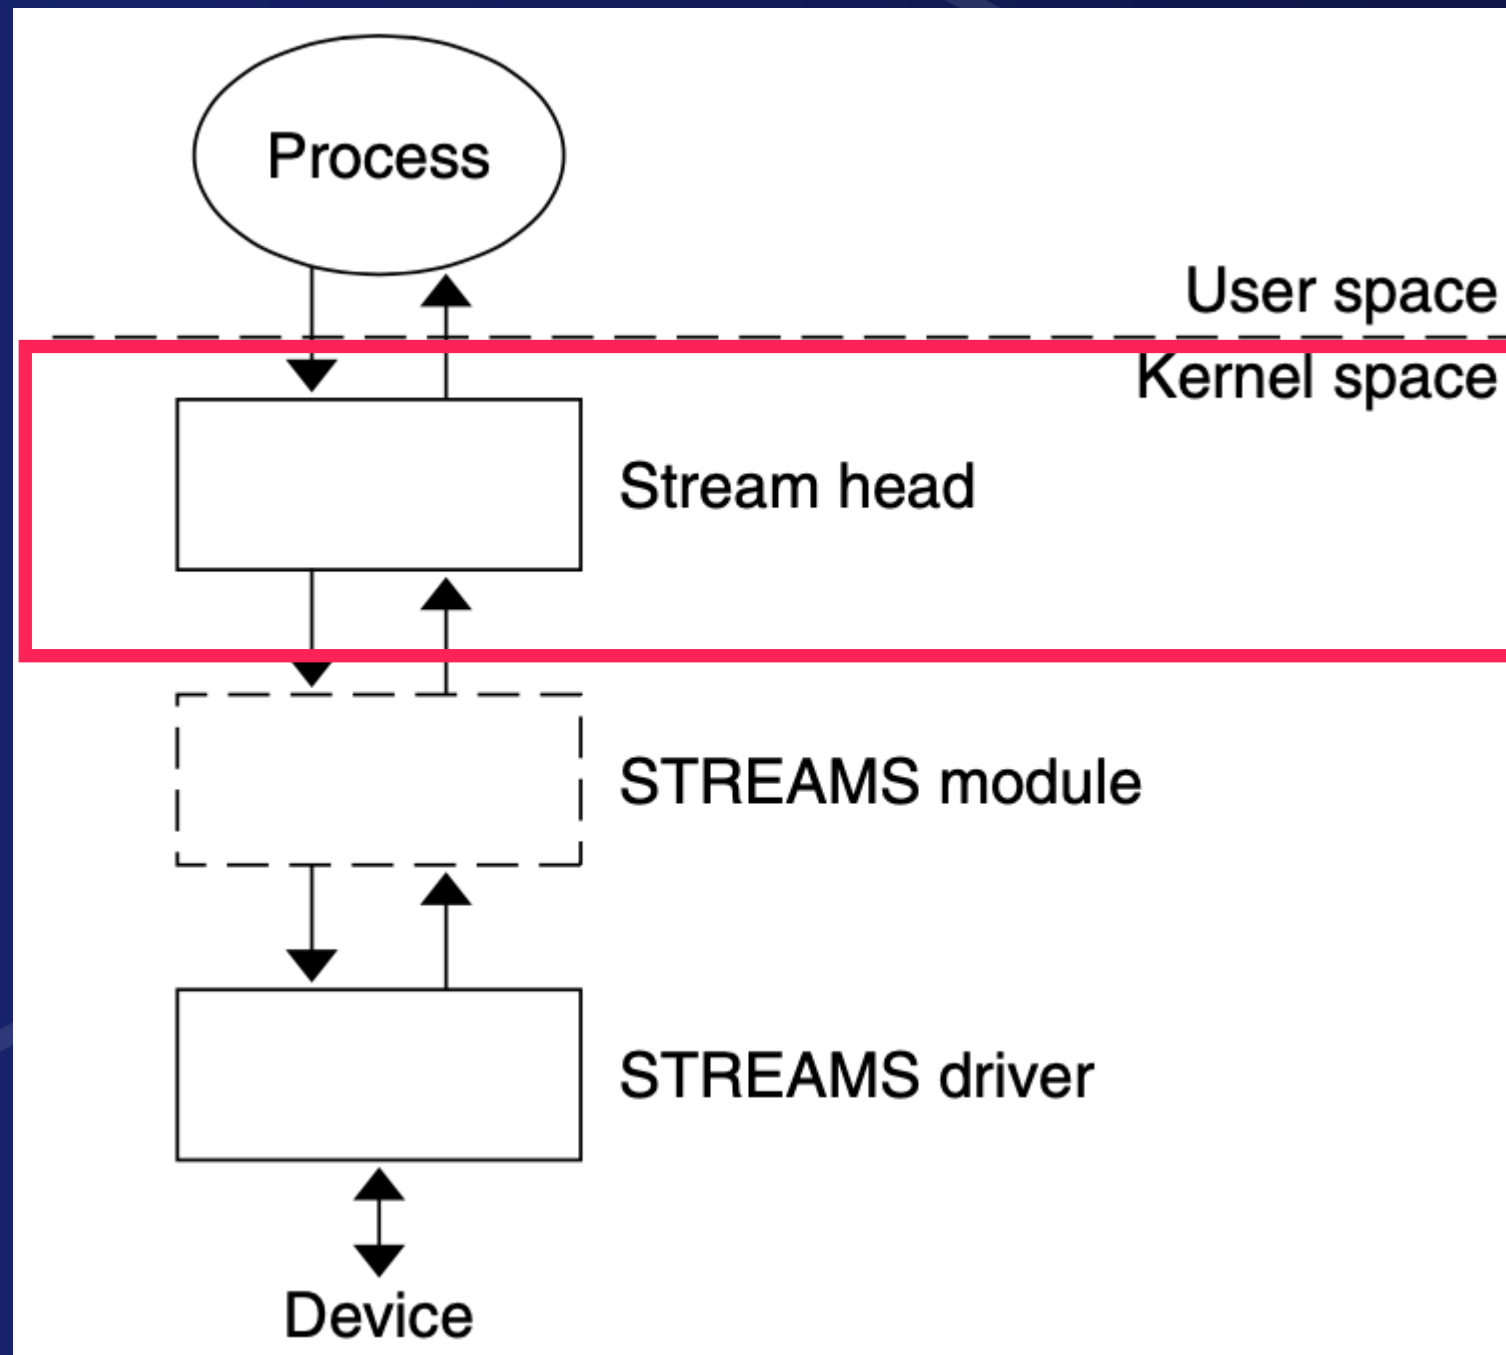 Process
User space
Kernel space
Stream head
STREAMS module
STREAMS driver
Device